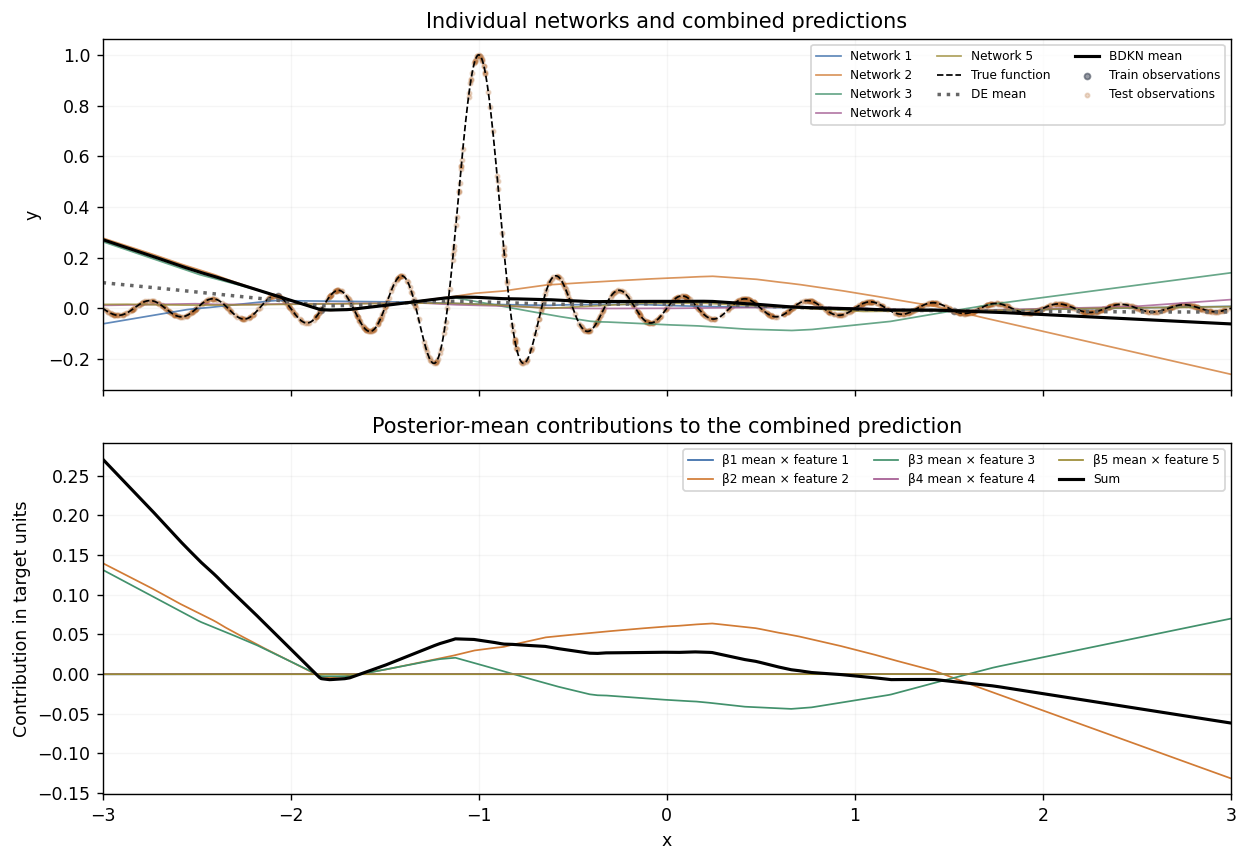 Individual networks and combined predictions
y
1.0
0.8
0.6
0.4
0.2
0.0
−0.2
Network 1
Network 2
Network 3
Network 4
Network 5
True function
DE mean
BDKN mean
Train observations
Test observations
Posterior-mean contributions to the combined prediction
Contribution in target units
0.25
0.20
0.15
0.10
0.05
0.00
−0.05
−0.10
−0.15
β1 mean × feature 1
β2 mean × feature 2
β3 mean × feature 3
β4 mean × feature 4
β5 mean × feature 5
Sum
−3 −2 −1 0 1 2 3
x